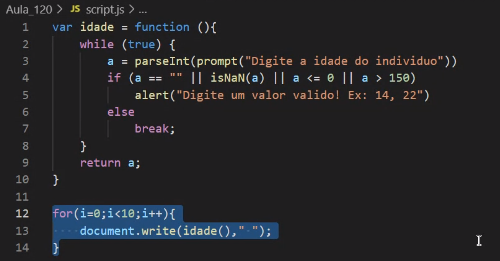 Aula_120 > JS script.js > ...
1 var idade = function (){
2 while (true) {
3 a = parseInt(prompt("Digite a idade do individuo"))
4 if (a == "" || isNaN(a) || a <= 0 || a > 150)
5 alert("Digite um valor valido! Ex: 14, 22")
6 else
7 break;
8 }
9 return a;
10 }
11
12 for(i=0;i<10;i++){
13 document.write(idade()," ");
14 }